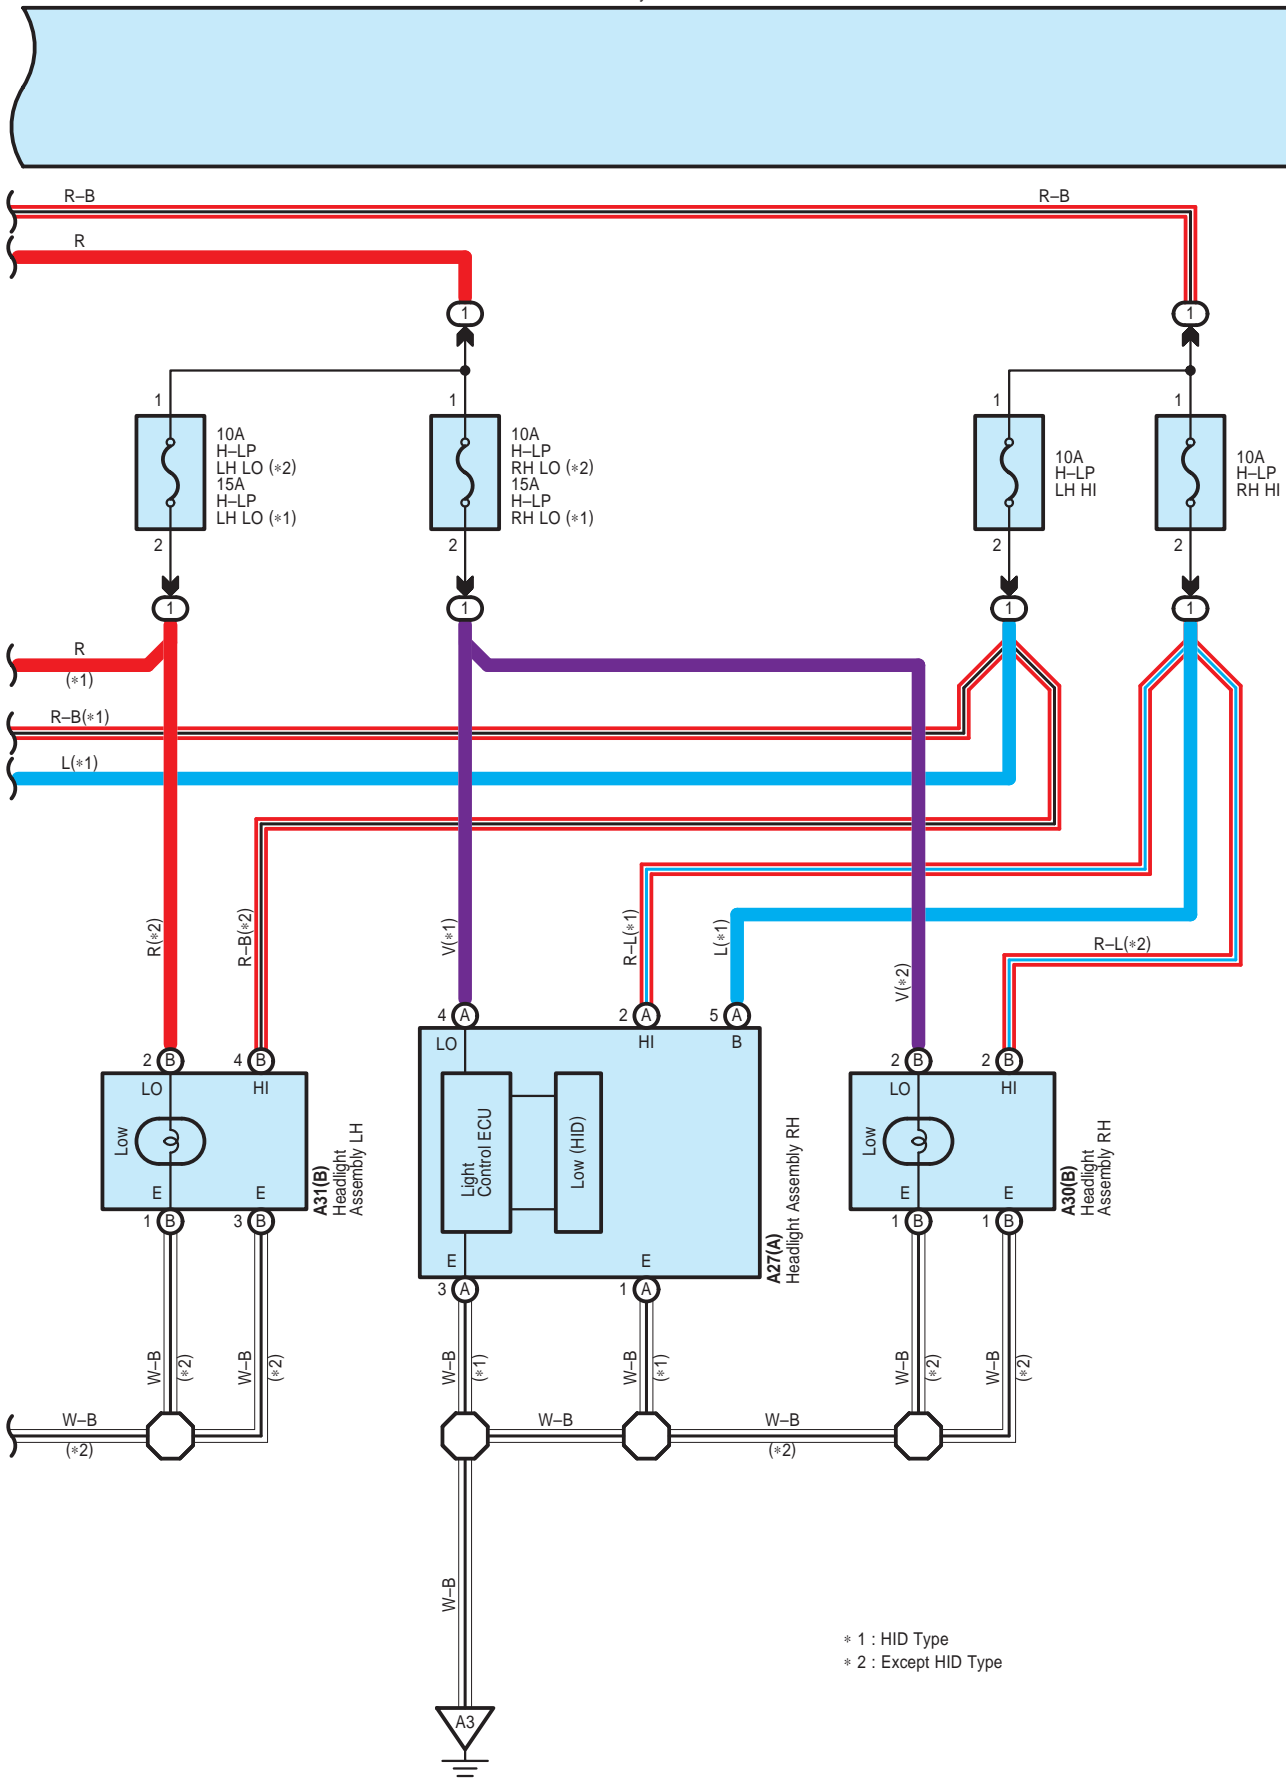 R–B
R–B
R
1
1
1
1
1
1
10A
H–LP
LH LO (∗2)
15A
H–LP
LH LO (∗1)
10A
H–LP
RH LO (∗2)
15A
H–LP
RH LO (∗1)
10A
H–LP
LH HI
10A
H–LP
RH HI
2
2
2
2
1
1
1
1
R
(∗1)
R–B(∗1)
L(∗1)
R(∗2)
R–B(∗2)
V(∗1)
R–L(∗1)
L(∗1)
V(∗2)
R–L(∗2)
4 A
2 A
5 A
LO
HI
B
2 B
4 B
2 B
2 B
LO
HI
LO
HI
Low
Light
Control ECU
Low (HID)
Low
E
E
E
E
A31(B)
Headlight
Assembly LH
A27(A)
Headlight Assembly RH
A30(B)
Headlight
Assembly RH
1 B
3 B
1 B
1 B
E
E
3 A
1 A
W–B
(∗2)
W–B
(∗2)
W–B
(∗1)
W–B
(∗1)
W–B
(∗2)
W–B
(∗2)
W–B
(∗2)
W–B
W–B
(∗2)
W–B
∗ 1 : HID Type
∗ 2 : Except HID Type
A3